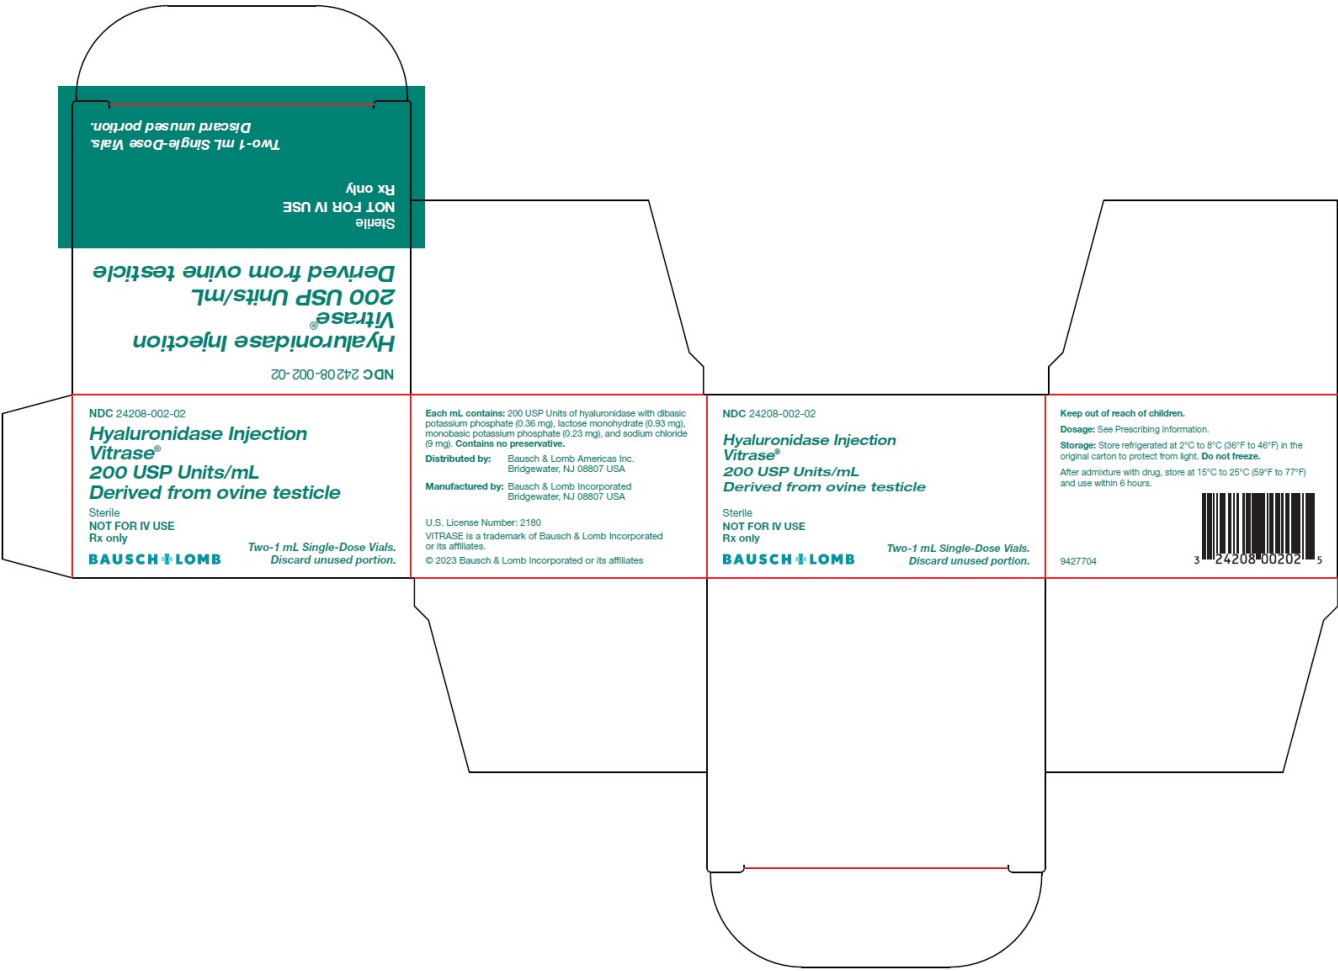 Two-1 mL Single-Dose Vials.
Discard unused portion.
Sterile
NOT FOR IV USE
Rx only
NDC 24208-002-02
Hyaluronidase Injection
Vitrase®
200 USP Units/mL
Derived from ovine testicle
NDC 24208-002-02
Hyaluronidase Injection
Vitrase®
200 USP Units/mL
Derived from ovine testicle
Sterile
NOT FOR IV USE
Rx only
BAUSCH + LOMB
Two-1 mL Single-Dose Vials.
Discard unused portion.
Each mL contains: 200 USP Units of hyaluronidase with dibasic
potassium phosphate (0.36 mg), lactose monohydrate (0.93 mg),
monobasic potassium phosphate (0.23 mg), and sodium chloride
(9 mg). Contains no preservative.
Distributed by: Bausch & Lomb Americas Inc.
Bridgewater, NJ 08807 USA
Manufactured by: Bausch & Lomb Incorporated
Bridgewater, NJ 08807 USA
U.S. License Number: 2180
VITRASE is a trademark of Bausch & Lomb Incorporated
or its affiliates.
© 2023 Bausch & Lomb Incorporated or its affiliates
NDC 24208-002-02
Hyaluronidase Injection
Vitrase®
200 USP Units/mL
Derived from ovine testicle
Sterile
NOT FOR IV USE
Rx only
BAUSCH + LOMB
Two-1 mL Single-Dose Vials.
Discard unused portion.
Keep out of reach of children.
Dosage: See Prescribing Information.
Storage: Store refrigerated at 2°C to 8°C (36°F to 46°F) in the
original carton to protect from light. Do not freeze.
After admixture with drug, store at 15°C to 25°C (59°F to 77°F)
and use within 6 hours.
9427704
3 24208 00202 5